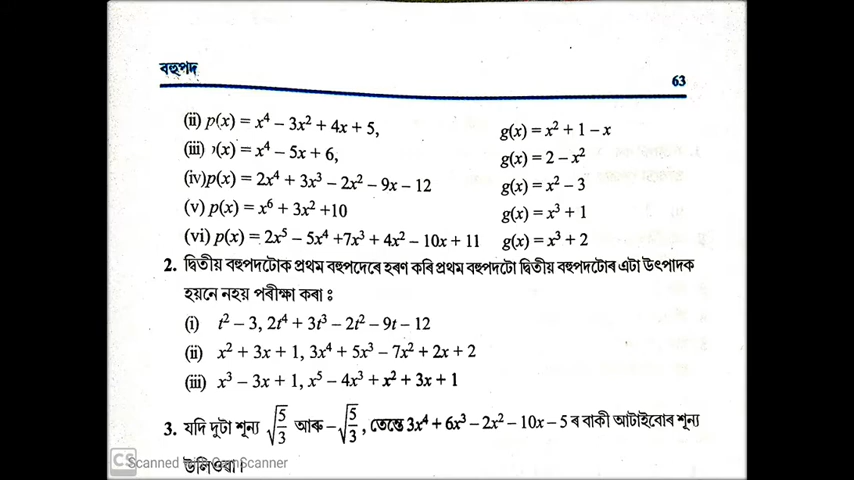 বহুপদ
63
(ii) p(x) = x⁴ – 3x² + 4x + 5, g(x) = x² + 1 – x
(iii) p(x) = x⁴ – 5x + 6, g(x) = 2 – x²
(iv) p(x) = 2x⁴ + 3x³ – 2x² – 9x – 12 g(x) = x² – 3
(v) p(x) = x⁶ + 3x² +10 g(x) = x³ + 1
(vi) p(x) = 2x⁵ – 5x⁴ +7x³ + 4x² – 10x + 11 g(x) = x³ + 2
2. দ্বিতীয় বহুপদটোক প্ৰথম বহুপদেৰে হৰণ কৰি প্ৰথম বহুপদটো দ্বিতীয় বহুপদটোৰ এটা উৎপাদক
হয়নে নহয় পৰীক্ষা কৰা ঃ
(i) t² – 3, 2t⁴ + 3t³ – 2t² – 9t – 12
(ii) x² + 3x + 1, 3x⁴ + 5x³ – 7x² + 2x + 2
(iii) x³ – 3x + 1, x⁵ – 4x³ + x² + 3x + 1
3. যদি দুটা শূন্য √5/3 আৰু –√5/3, তেন্তে 3x⁴ + 6x³ – 2x² – 10x – 5 ৰ বাকী আটাইবোৰ শূন্য
উলিওৱা।
CS Scanned with CamScanner